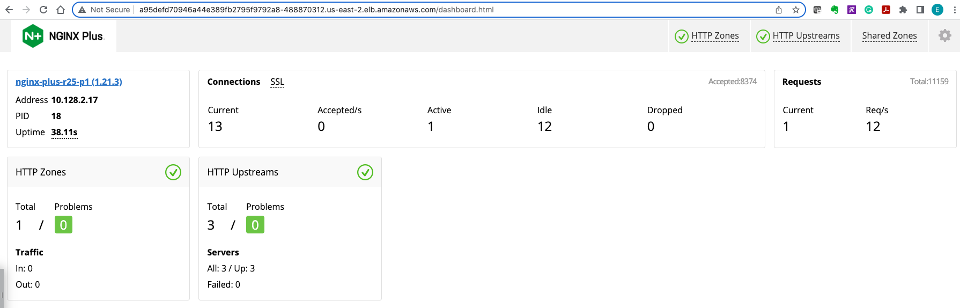 Not Secure | a95defd70946a44e389fb2795f9792a8-488870312.us-east-2.elb.amazonaws.com/dashboard.html
E
N+ NGINX Plus
HTTP Zones HTTP Upstreams Shared Zones
nginx-plus-r25-p1 (1.21.3)
Address 10.128.2.17
PID 18
Uptime 38.11s
Connections SSL Accepted:8374
Current Accepted/s Active Idle Dropped
13 0 1 12 0
Requests Total:11159
Current Req/s
1 12
HTTP Zones
Total Problems
1 / 0
Traffic
In: 0
Out: 0
HTTP Upstreams
Total Problems
3 / 0
Servers
All: 3 / Up: 3
Failed: 0